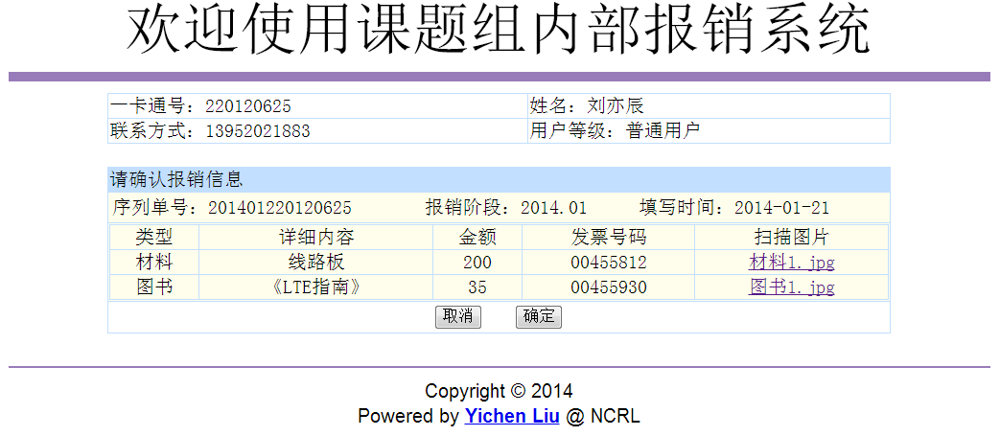 欢迎使用课题组内部报销系统
一卡通号：220120625 姓名：刘亦辰
联系方式：13952021883 用户等级：普通用户
请确认报销信息
序列单号：201401220120625 报销阶段：2014.01 填写时间：2014-01-21
类型 详细内容 金额 发票号码 扫描图片
材料 线路板 200 00455812 材料1.jpg
图书 《LTE指南》 35 00455930 图书1.jpg
取消 确定
Copyright © 2014
Powered by Yichen Liu @ NCRL